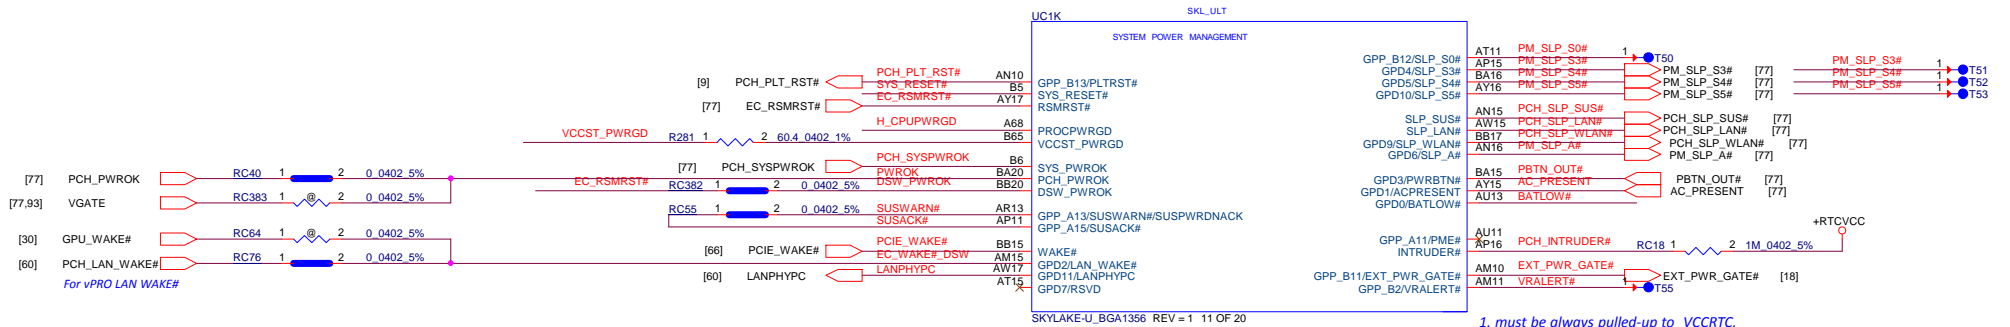 UC1K
SKL_ULT
SYSTEM POWER MANAGEMENT
[9] PCH_PLT_RST# PCH_PLT_RST# AN10 GPP_B13/PLTRST#
SYS_RESET# B5 SYS_RESET#
[77] EC_RSMRST# EC_RSMRST# AY17 RSMRST#
H_CPUPWRGD A68 PROCPWRGD
VCCST_PWRGD R281 1 2 60.4_0402_1% B65 VCCST_PWRGD
[77] PCH_SYSPWROK PCH_SYSPWROK B6 SYS_PWROK
[77] PCH_PWROK RC40 1 2 0_0402_5% PWROK BA20 PCH_PWROK
EC_RSMRST# RC382 1 2 0_0402_5% DSW_PWROK BB20 DSW_PWROK
[77,93] VGATE RC383 1 @ 2 0_0402_5%
RC55 1 2 0_0402_5% SUSWARN# AR13 GPP_A13/SUSWARN#/SUSPWRDNACK
SUSACK# AP11 GPP_A15/SUSACK#
[30] GPU_WAKE# RC64 1 @ 2 0_0402_5%
[66] PCIE_WAKE# PCIE_WAKE# BB15 WAKE#
[60] PCH_LAN_WAKE# RC76 1 2 0_0402_5% EC_WAKE#_DSW AM15 GPD2/LAN_WAKE#
[60] LANPHYPC LANPHYPC AW17 GPD11/LANPHYPC
For vPRO LAN WAKE#
AT15 GPD7/RSVD
GPP_B12/SLP_S0# AT11 PM_SLP_S0# 1 T50
GPD4/SLP_S3# AP15 PM_SLP_S3# PM_SLP_S3# [77] PM_SLP_S3# 1 T51
GPD5/SLP_S4# BA16 PM_SLP_S4# PM_SLP_S4# [77] PM_SLP_S4# 1 T52
GPD10/SLP_S5# AY16 PM_SLP_S5# PM_SLP_S5# [77] PM_SLP_S5# 1 T53
SLP_SUS# AN15 PCH_SLP_SUS# PCH_SLP_SUS# [77]
SLP_LAN# AW15 PCH_SLP_LAN# PCH_SLP_LAN# [77]
GPD9/SLP_WLAN# BB17 PCH_SLP_WLAN# PCH_SLP_WLAN# [77]
GPD6/SLP_A# AN16 PM_SLP_A# PM_SLP_A# [77]
GPD3/PWRBTN# BA15 PBTN_OUT# PBTN_OUT# [77]
GPD1/ACPRESENT AY15 AC_PRESENT AC_PRESENT [77]
GPD0/BATLOW# AU13 BATLOW#
+RTCVCC
GPP_A11/PME# AU11
INTRUDER# AP16 PCH_INTRUDER# RC18 1 2 1M_0402_5%
GPP_B11/EXT_PWR_GATE# AM10 EXT_PWR_GATE# EXT_PWR_GATE# [18]
GPP_B2/VRALERT# AM11 VRALERT# 1 T55
SKYLAKE-U_BGA1356 REV = 1 11 OF 20
1. must be always pulled-up to VCCRTC.